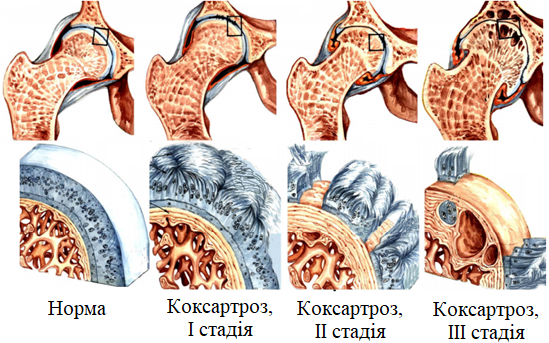 Норма
Коксартроз,
І стадія
Коксартроз,
ІІ стадія
Коксартроз,
ІІІ стадія